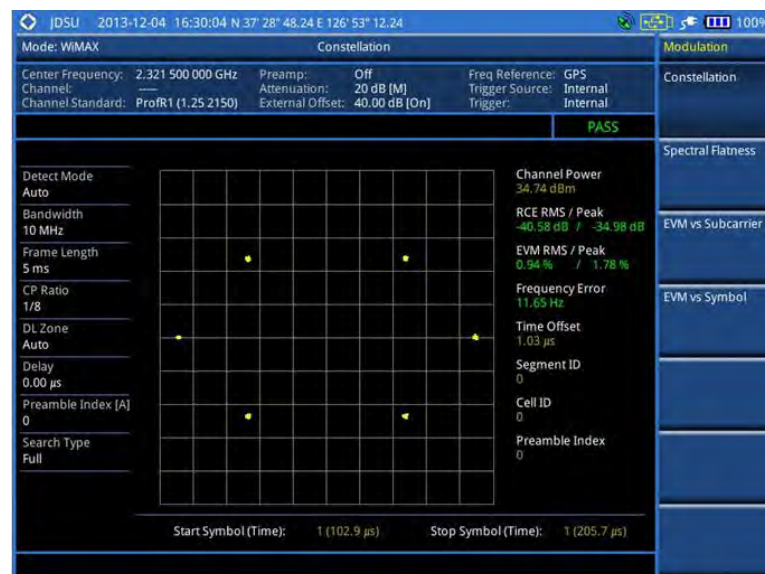 JDSU 2013-12-04 16:30:04 N 37' 28" 48.24 E 126' 53" 12.24 100%
Mode: WiMAX Constellation Modulation
Center Frequency: 2.321 500 000 GHz Preamp: Off Freq Reference: GPS
Channel: ---- Attenuation: 20 dB [M] Trigger Source: Internal
Channel Standard: ProfR1 (1.25 2150) External Offset: 40.00 dB [On] Trigger: Internal
PASS
Constellation
Spectral Flatness
EVM vs Subcarrier
EVM vs Symbol
Detect Mode
Auto
Bandwidth
10 MHz
Frame Length
5 ms
CP Ratio
1/8
DL Zone
Auto
Delay
0.00 µs
Preamble Index [A]
0
Search Type
Full
Channel Power
34.74 dBm
RCE RMS / Peak
-40.58 dB / -34.98 dB
EVM RMS / Peak
0.94 % / 1.78 %
Frequency Error
11.65 Hz
Time Offset
1.03 µs
Segment ID
0
Cell ID
0
Preamble Index
0
Start Symbol (Time): 1 (102.9 µs) Stop Symbol (Time): 1 (205.7 µs)